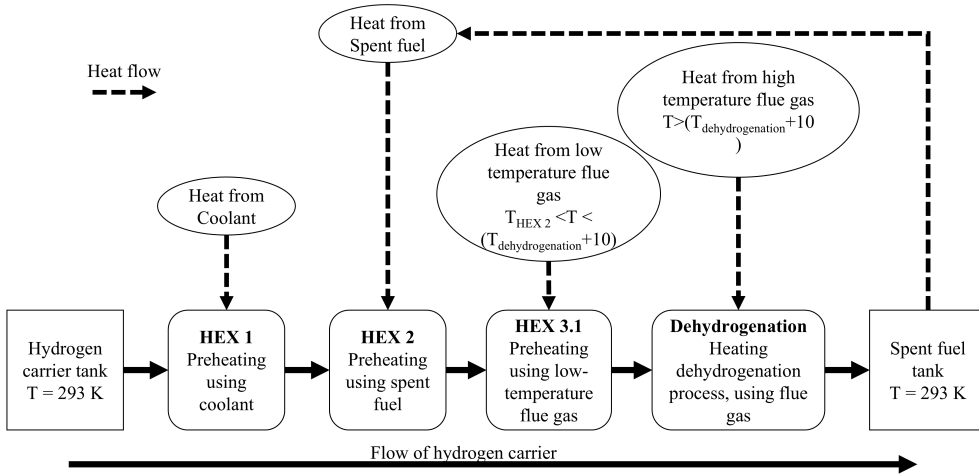 Heat from
Spent fuel
Heat flow
Heat from high
temperature flue gas
T>(Tdehydrogenation+10
)
Heat from low
temperature flue
gas
THEX 2 <T <
(Tdehydrogenation+10)
Heat from
Coolant
Hydrogen
carrier tank
T = 293 K
HEX 1
Preheating
using
coolant
HEX 2
Preheating
using spent
fuel
HEX 3.1
Preheating
using low-
temperature
flue gas
Dehydrogenation
Heating
dehydrogenation
process, using flue
gas
Spent fuel
tank
T = 293 K
Flow of hydrogen carrier